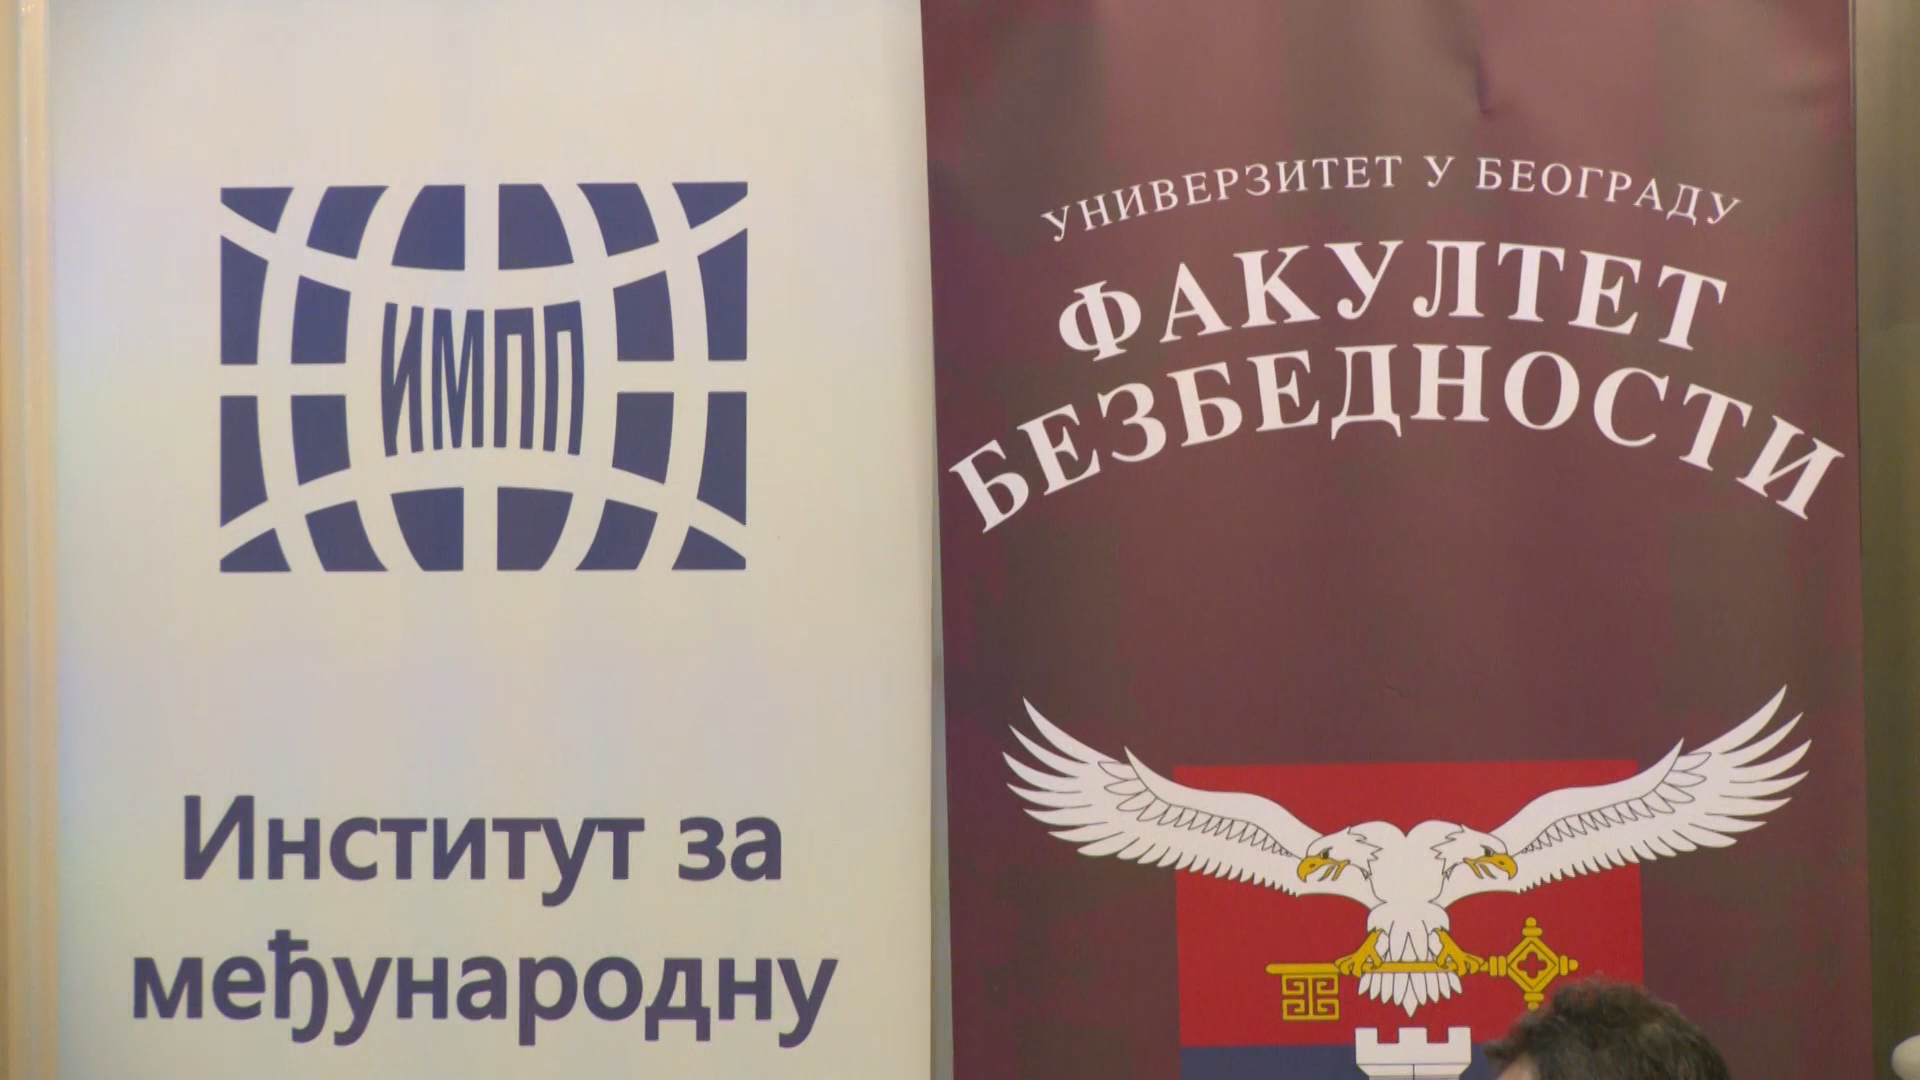 ИМПП
Институт за
међународну
УНИВЕРЗИТЕТ У БЕОГРАДУ
ФАКУЛТЕТ
БЕЗБЕДНОСТИ